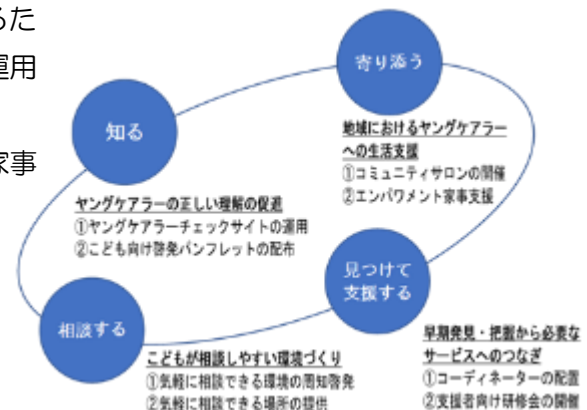 るた
運用
家事
寄り添う
地域におけるヤングケアラー
への生活支援
①コミュニティサロンの開催
②エンパワメント家事支援
知る
ヤングケアラーの正しい理解の促進
①ヤングケアラーチェックサイトの運用
②こども向け啓発パンフレットの配布
見つけて
支援する
早期発見・把握から必要な
サービスへのつなぎ
①コーディネーターの配置
②支援者向け研修会の開催
相談する
こどもが相談しやすい環境づくり
①気軽に相談できる環境の周知啓発
②気軽に相談できる場所の提供